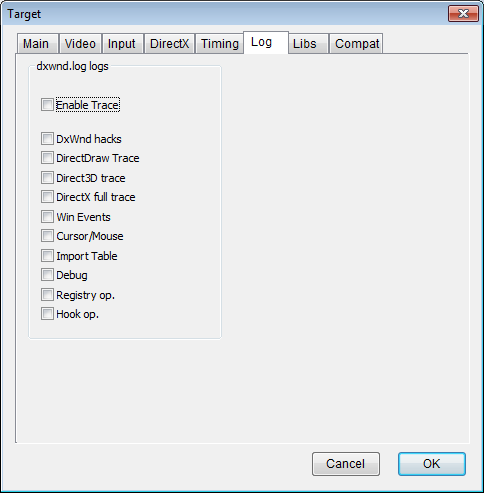 Target
Main Video Input DirectX Timing Log Libs Compat
dxwnd.log logs
Enable Trace
DxWnd hacks
DirectDraw Trace
Direct3D trace
DirectX full trace
Win Events
Cursor/Mouse
Import Table
Debug
Registry op.
Hook op.
Cancel OK